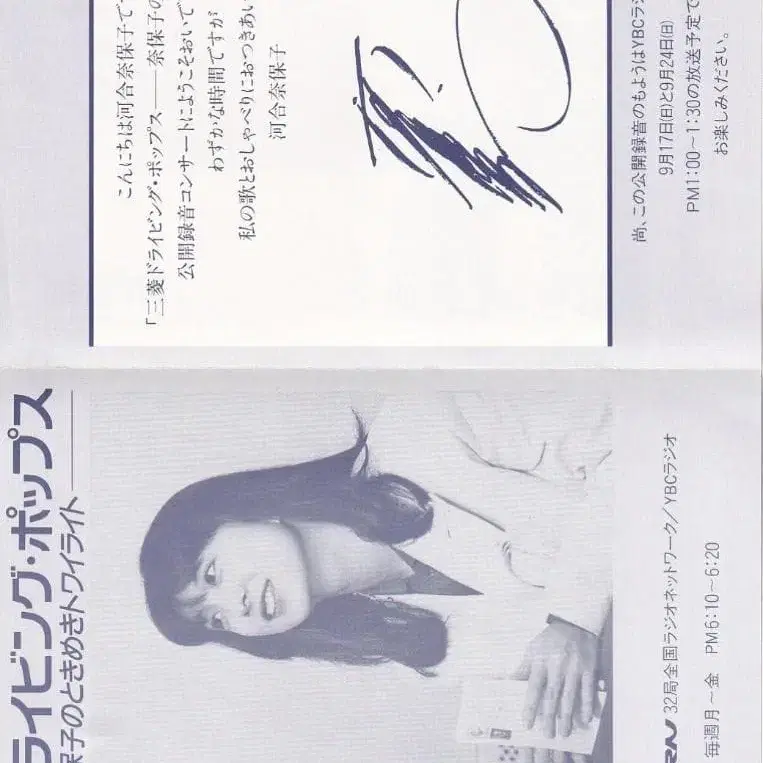 ライビング・ポップス
保子のときめきトワイライト
32局全国ラジオネットワーク/YBCラジオ
毎週月〜金 PM6:10〜6:20
こんにちは河合奈保子で
「三菱ドライビング・ポップス──奈保子の
公開録音コンサートにようこそおいで
わずかな時間ですが
私の歌とおしゃべりにおつきあい
河合奈保子
尚、この公開録音のもようはYBCラジ
9月17日(日)と9月24日(日)
PM1:00〜1:30の放送予定で
お楽しみください。